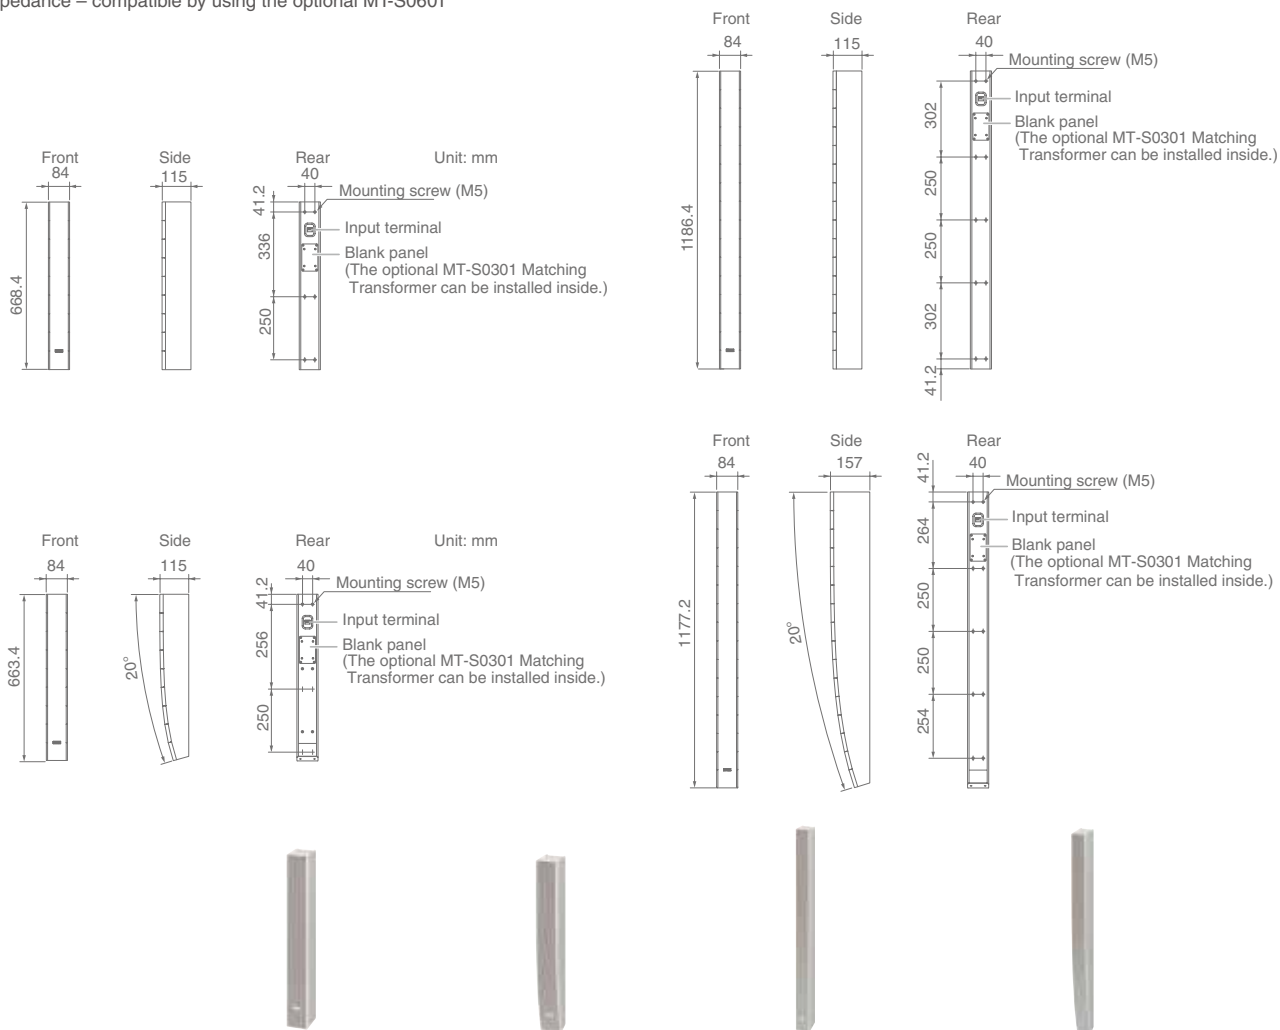 pedance – compatible by using the optional MT-S0601
Front
84
Side
115
Rear
40
Unit: mm
Mounting screw (M5)
Input terminal
Blank panel
(The optional MT-S0301 Matching
Transformer can be installed inside.)
41.2
336
250
668.4
Front
84
Side
115
Rear
40
Mounting screw (M5)
Input terminal
Blank panel
(The optional MT-S0301 Matching
Transformer can be installed inside.)
302
250
250
302
41.2
1186.4
Front
84
Side
115
Rear
40
Unit: mm
Mounting screw (M5)
Input terminal
Blank panel
(The optional MT-S0301 Matching
Transformer can be installed inside.)
41.2
256
250
663.4
20°
Front
84
Side
157
Rear
40
Mounting screw (M5)
Input terminal
Blank panel
(The optional MT-S0301 Matching
Transformer can be installed inside.)
41.2
264
250
250
254
1177.2
20°